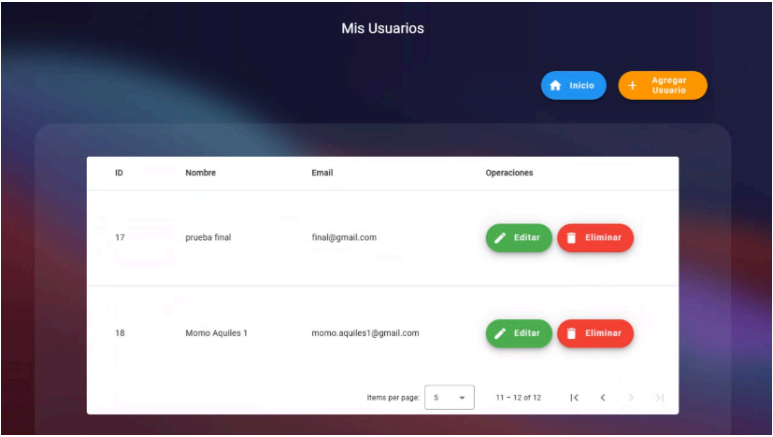 Mis Usuarios
Inicio
Agregar
Usuario
ID Nombre Email Operaciones
17 prueba final final@gmail.com Editar Eliminar
18 Momo Aquiles 1 momo.aquiles1@gmail.com Editar Eliminar
Items per page: 5 11 – 12 of 12